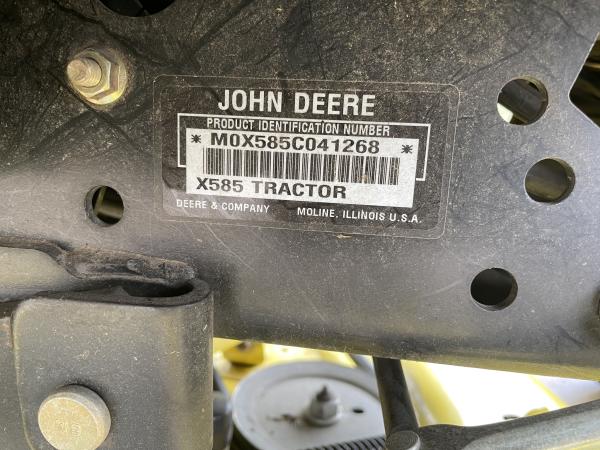 JOHN DEERE
PRODUCT IDENTIFICATION NUMBER
* M0X585C041268 *
X585 TRACTOR
DEERE & COMPANY MOLINE, ILLINOIS U.S.A.